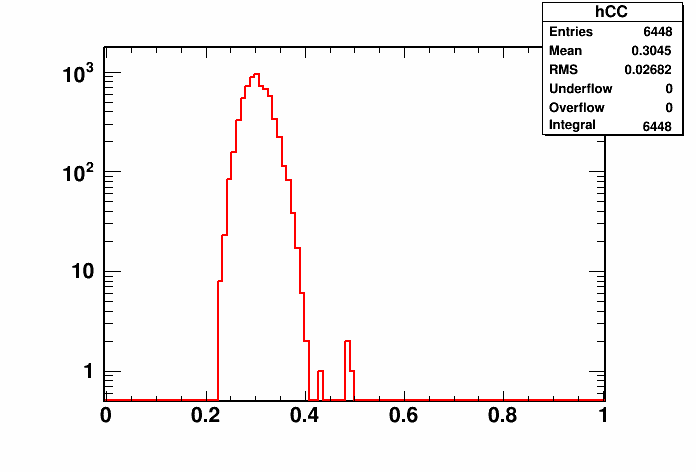 hCC
Entries 6448
Mean 0.3045
RMS 0.02682
Underflow 0
Overflow 0
Integral 6448
10³
10²
10
1
0 0.2 0.4 0.6 0.8 1